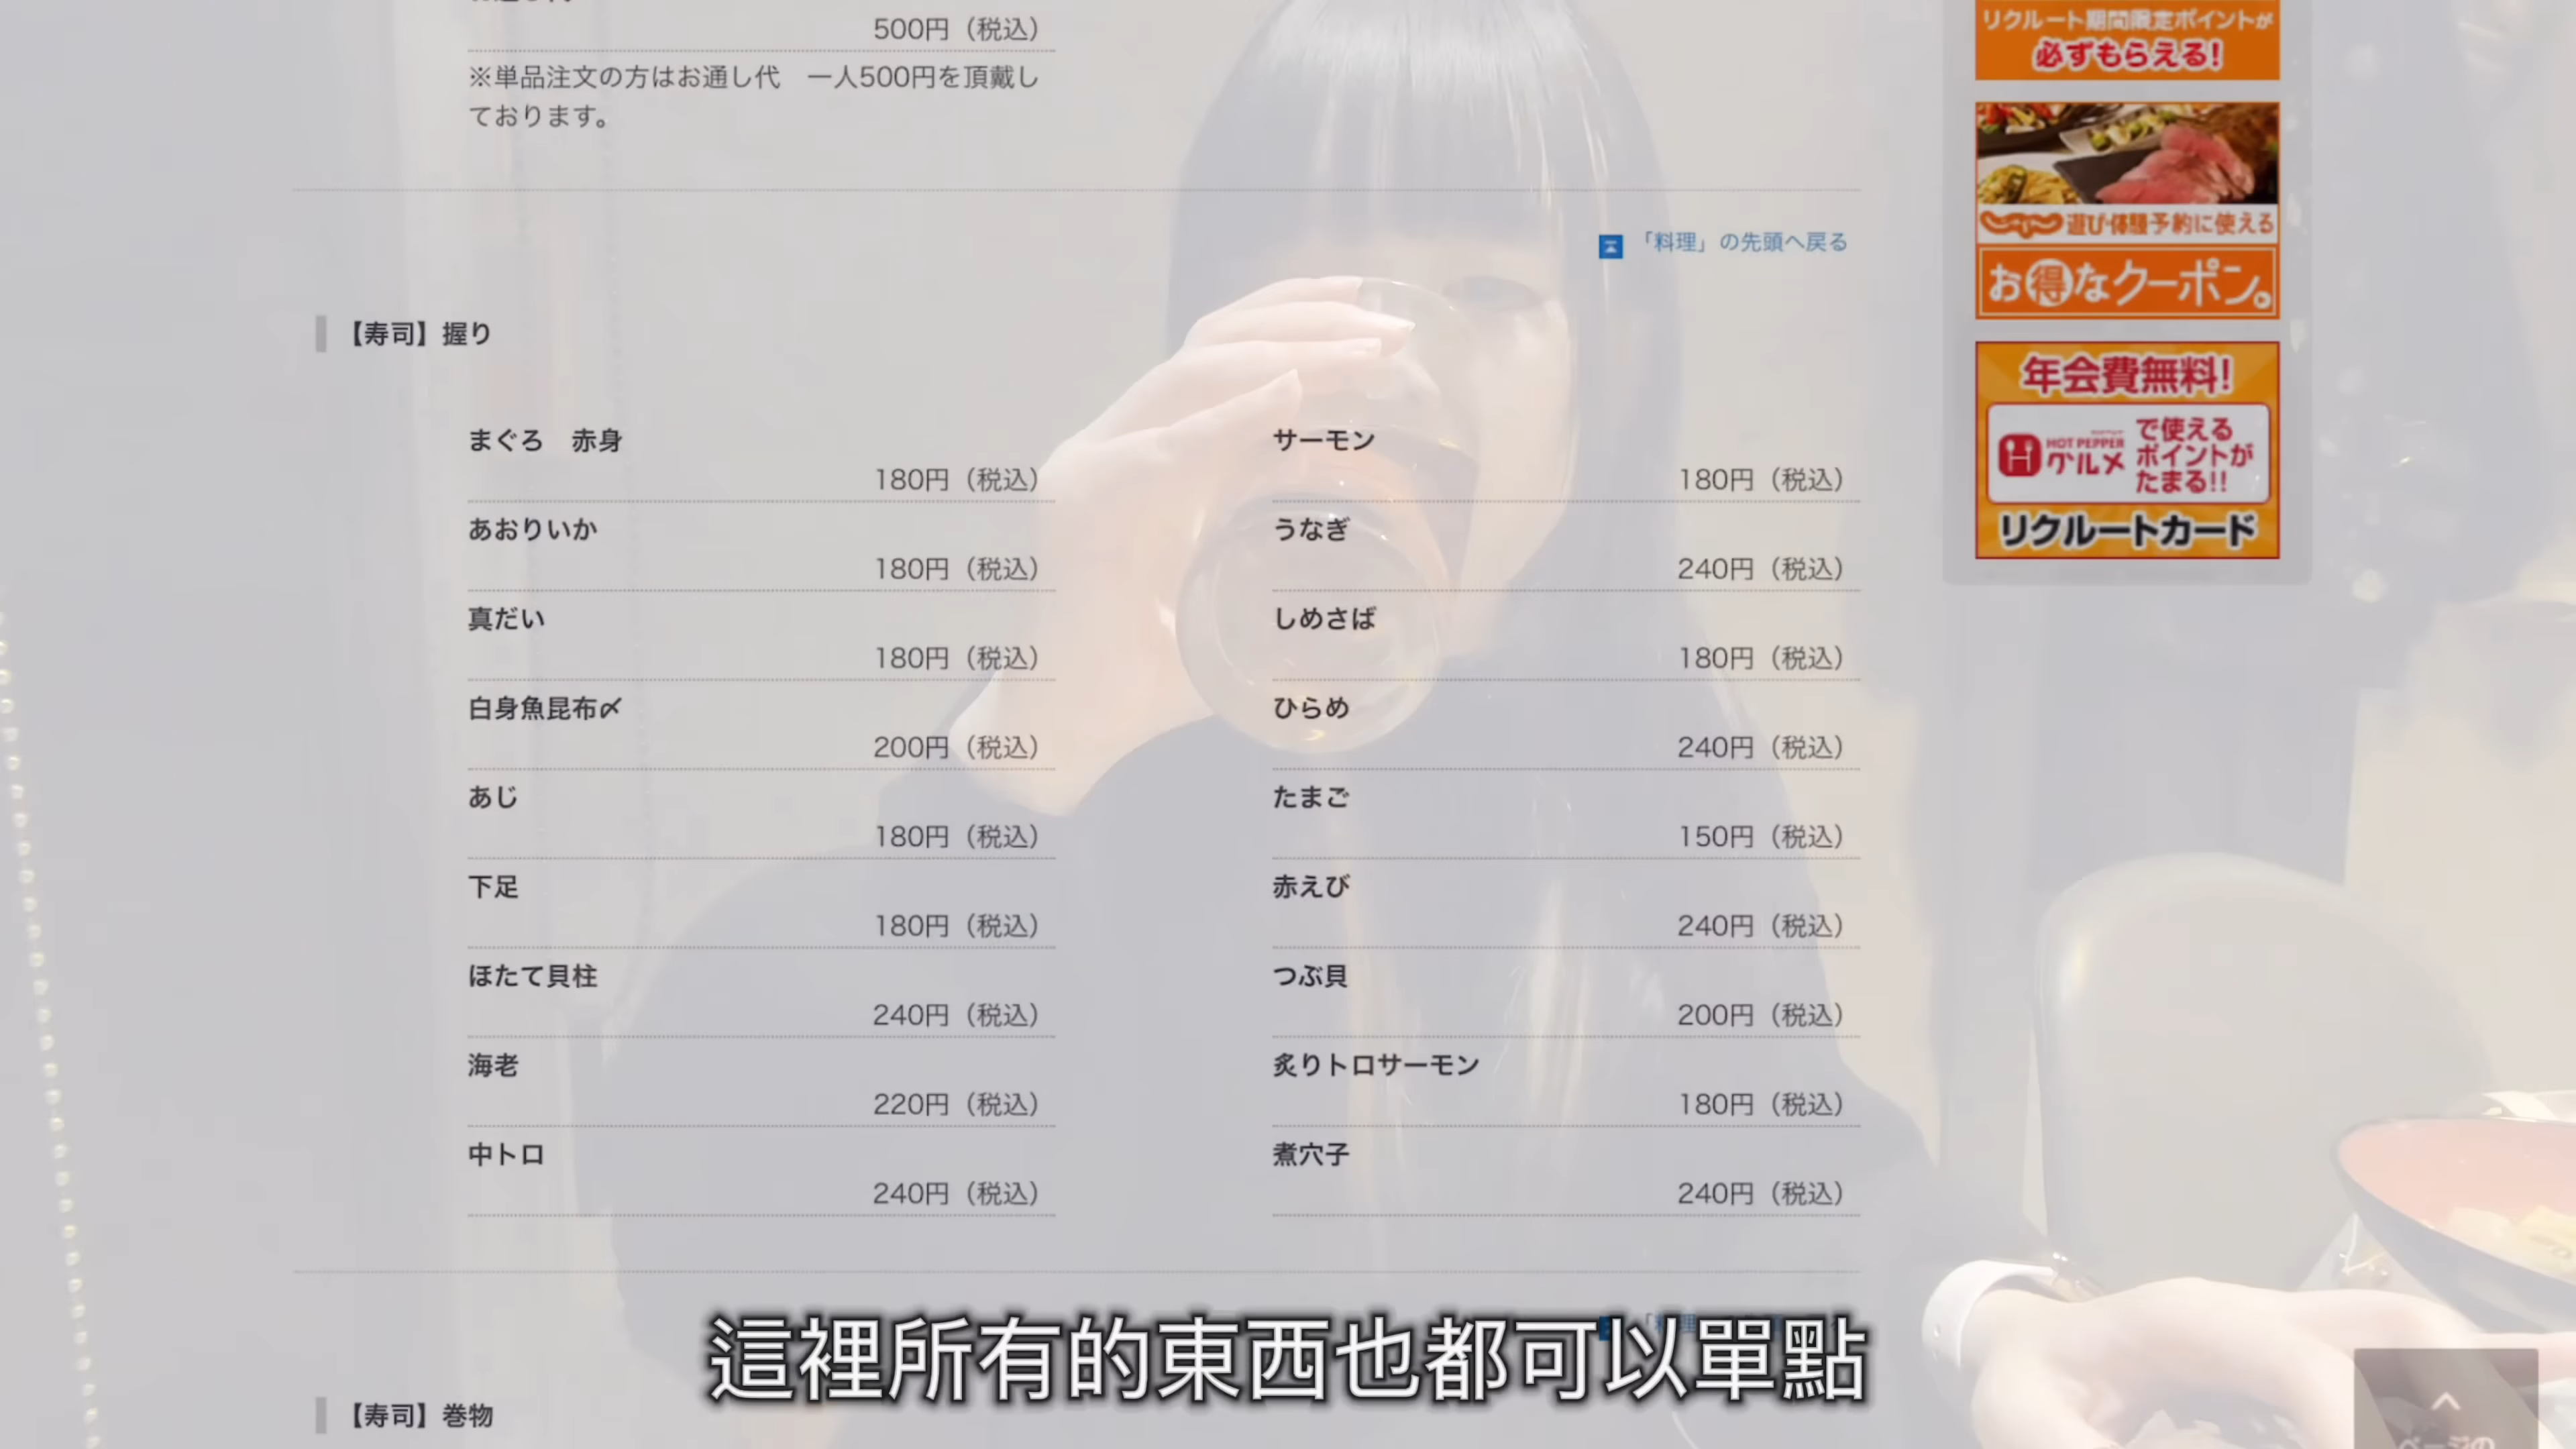 500円（税込）
※単品注文の方はお通し代　一人500円を頂戴し
ております。
「料理」の先頭へ戻る
【寿司】握り
まぐろ　赤身
180円（税込）
あおりいか
180円（税込）
真だい
180円（税込）
白身魚昆布〆
200円（税込）
あじ
180円（税込）
下足
180円（税込）
ほたて貝柱
240円（税込）
海老
220円（税込）
中トロ
240円（税込）
サーモン
180円（税込）
うなぎ
240円（税込）
しめさば
180円（税込）
ひらめ
240円（税込）
たまご
150円（税込）
赤えび
240円（税込）
つぶ貝
200円（税込）
炙りトロサーモン
180円（税込）
煮穴子
240円（税込）
リクルート期間限定ポイントが
必ずもらえる!
遊び・体験予約に使える
お得なクーポン。
年会費無料!
HOT PEPPER
グルメ
で使える
ポイントが
たまる!!
リクルートカード
這裡所有的東西也都可以單點
【寿司】巻物